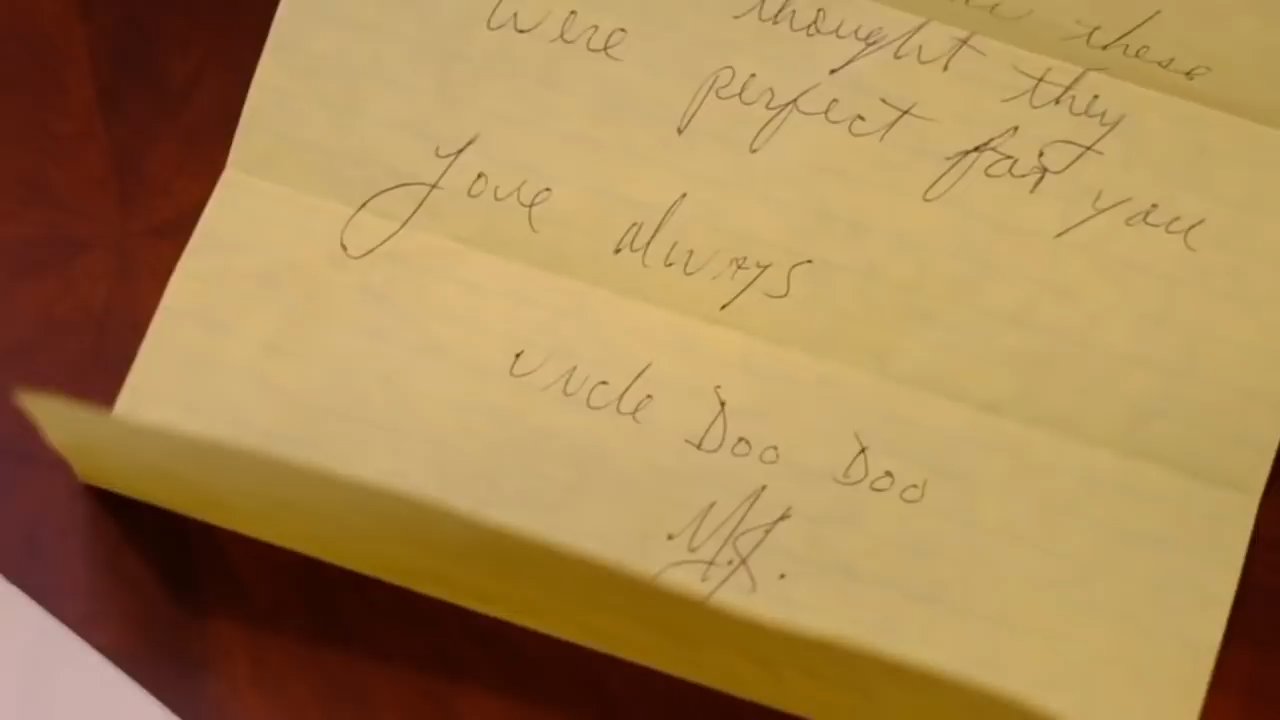 these
thought they
were perfect for you
Love always
Uncle Doo Doo
M.J.